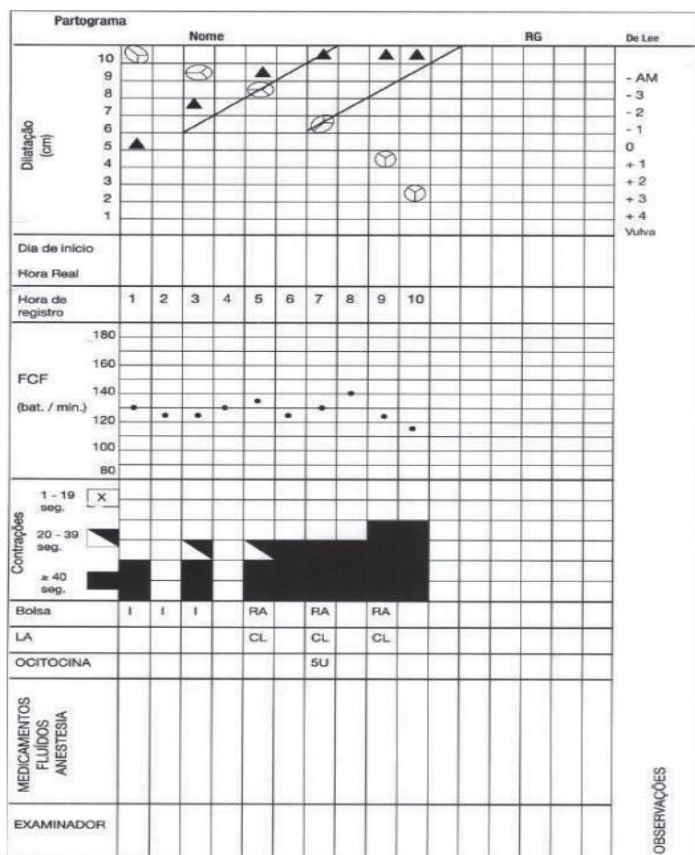 Partograma
Nome RG De Lee
Dilatação (cm)
10
9 - AM
8 - 3
7 - 2
6 - 1
5 0
4 + 1
3 + 2
2 + 3
1 + 4
Vulva
Dia de início
Hora Real
Hora de registro 1 2 3 4 5 6 7 8 9 10
FCF
(bat. / min.)
180
160
140
120
100
80
Contrações
1 - 19 seg. X
20 - 39 seg.
≥ 40 seg.
Bolsa I I I RA RA RA
LA CL CL CL
OCITOCINA 5U
MEDICAMENTOS
FLUÍDOS
ANESTESIA
EXAMINADOR
OBSERVAÇÕES